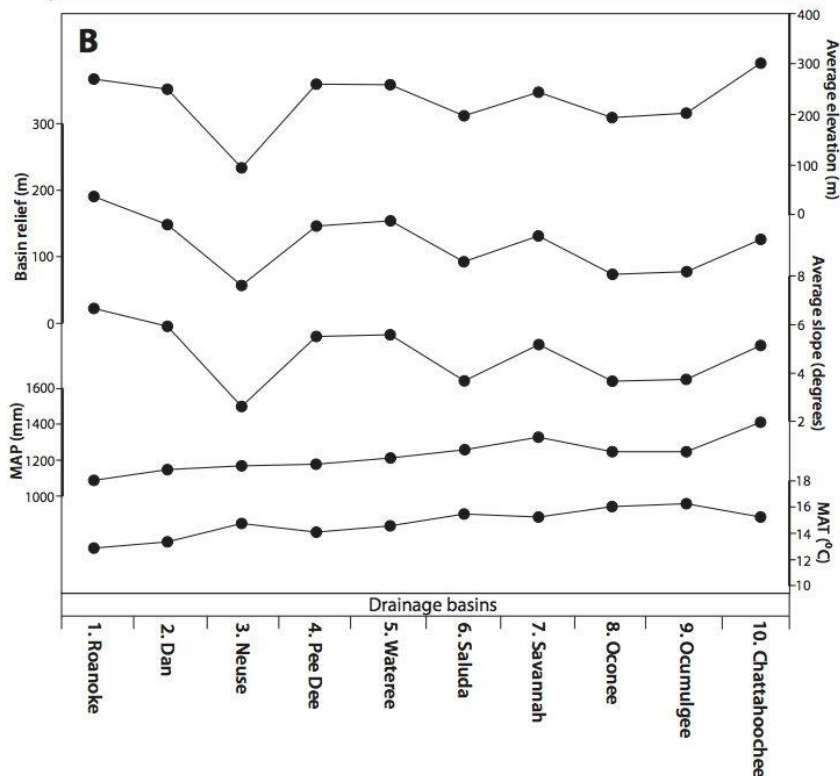 B
400
300
200
100
0
Average elevation (m)
300
200
100
0
Basin relief (m)
8
6
4
2
Average slope (degrees)
1600
1400
1200
1000
MAP (mm)
18
16
14
12
10
MAT (⁰C)
Drainage basins
1. Roanoke
2. Dan
3. Neuse
4. Pee Dee
5. Wateree
6. Saluda
7. Savannah
8. Oconee
9. Ocumulgee
10. Chattahoochee